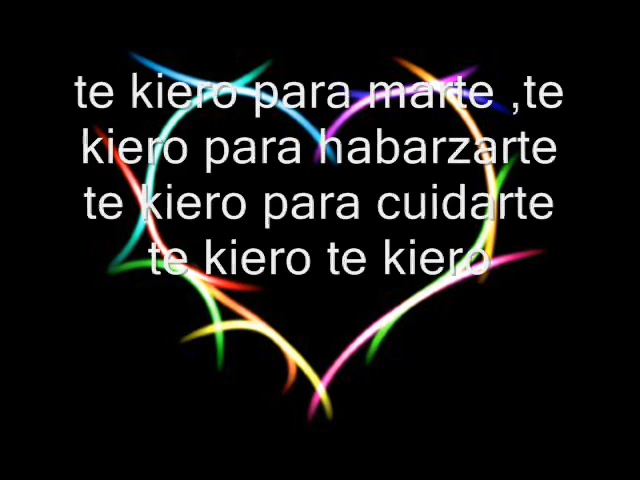 te kiero para marte ,te
kiero para habarzarte
te kiero para cuidarte
te kiero te kiero